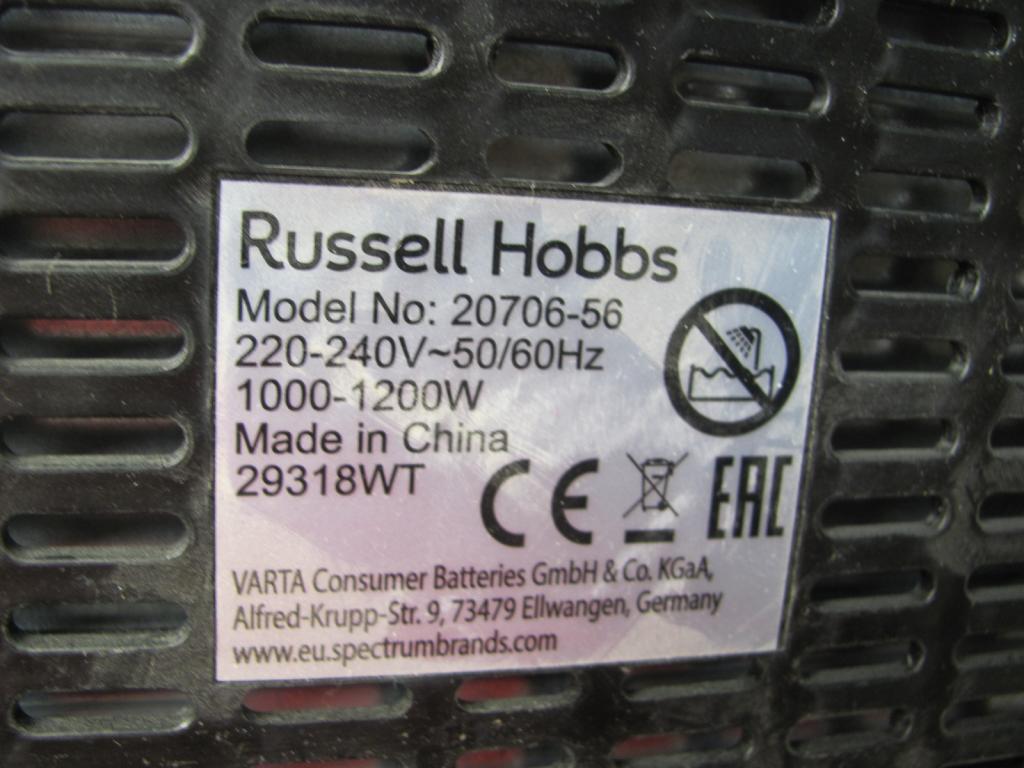 Russell Hobbs
Model No: 20706-56
220-240V~50/60Hz
1000-1200W
Made in China
29318WT
CE EAC
VARTA Consumer Batteries GmbH & Co. KGaA,
Alfred-Krupp-Str. 9, 73479 Ellwangen, Germany
www.eu.spectrumbrands.com